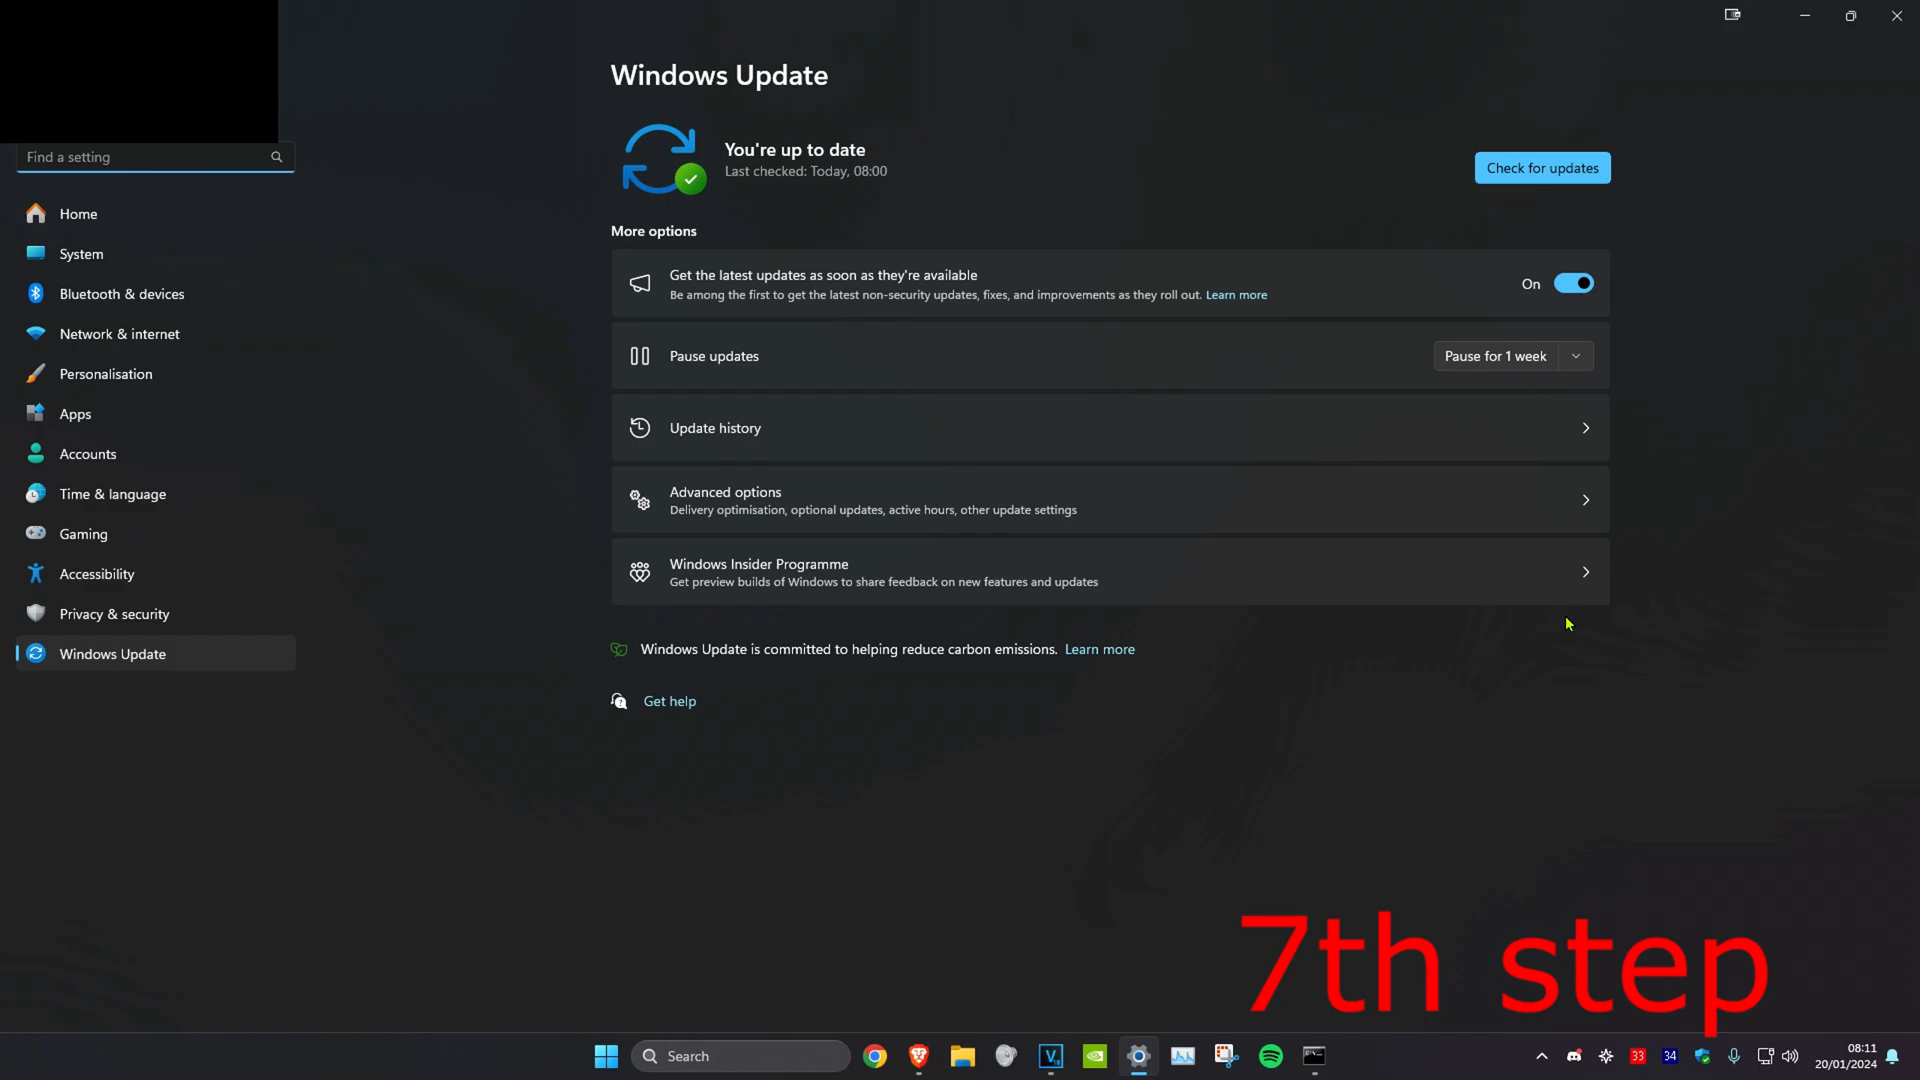 Windows Update
You're up to date
Last checked: Today, 08:00
Check for updates
Find a setting
Home
System
Bluetooth & devices
Network & internet
Personalisation
Apps
Accounts
Time & language
Gaming
Accessibility
Privacy & security
Windows Update
More options
Get the latest updates as soon as they're available
Be among the first to get the latest non-security updates, fixes, and improvements as they roll out. Learn more
On
Pause updates
Pause for 1 week
Update history
Advanced options
Delivery optimisation, optional updates, active hours, other update settings
Windows Insider Programme
Get preview builds of Windows to share feedback on new features and updates
Windows Update is committed to helping reduce carbon emissions. Learn more
Get help
7th step
Search
33
34
08:11
20/01/2024